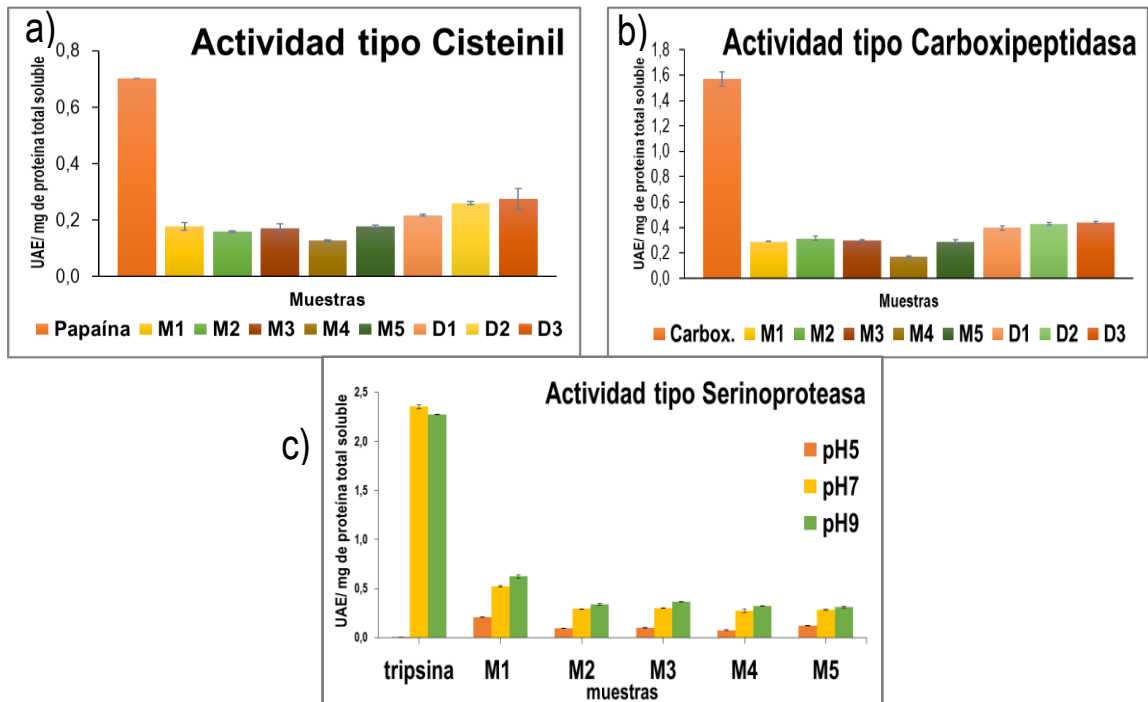 a)
Actividad tipo Cisteinil
UAE/ mg de proteína total soluble
0,8
0,6
0,4
0,2
0,0
Muestras
Papaína M1 M2 M3 M4 M5 D1 D2 D3
b)
Actividad tipo Carboxipeptidasa
UAE/ mg de proteína total soluble
1,8
1,6
1,4
1,2
1,0
0,8
0,6
0,4
0,2
0,0
Muestras
Carbox. M1 M2 M3 M4 M5 D1 D2 D3
c)
Actividad tipo Serinoproteasa
UAE/ mg de proteína total soluble
2,5
2,0
1,5
1,0
0,5
0,0
pH5
pH7
pH9
tripsina M1 M2 M3 M4 M5
muestras